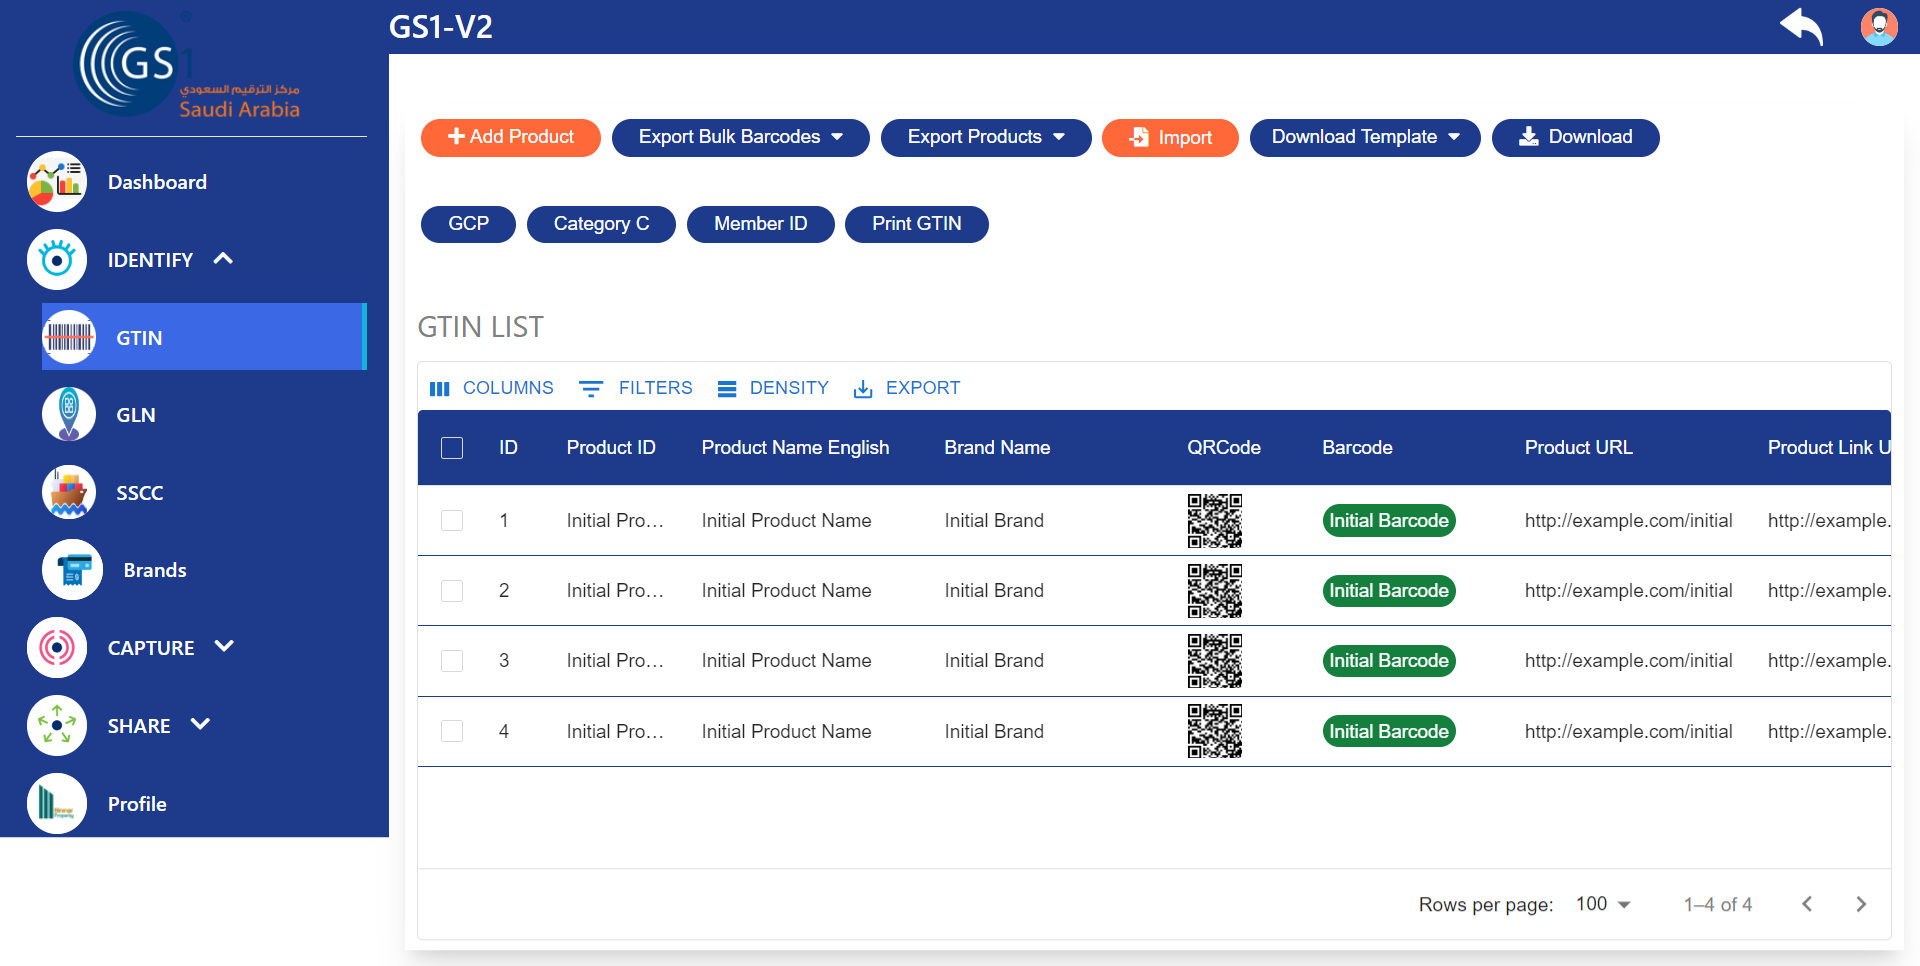 GS1
مركز الترقيم السعودي
Saudi Arabia
GS1-V2
Dashboard
IDENTIFY
GTIN
GLN
SSCC
Brands
CAPTURE
SHARE
Profile
Add Product
Export Bulk Barcodes
Export Products
Import
Download Template
Download
GCP
Category C
Member ID
Print GTIN
GTIN LIST
COLUMNS FILTERS DENSITY EXPORT
ID Product ID Product Name English Brand Name QRCode Barcode Product URL Product Link U
1 Initial Pro... Initial Product Name Initial Brand Initial Barcode http://example.com/initial http://example.
2 Initial Pro... Initial Product Name Initial Brand Initial Barcode http://example.com/initial http://example.
3 Initial Pro... Initial Product Name Initial Brand Initial Barcode http://example.com/initial http://example.
4 Initial Pro... Initial Product Name Initial Brand Initial Barcode http://example.com/initial http://example.
Rows per page: 100 1–4 of 4